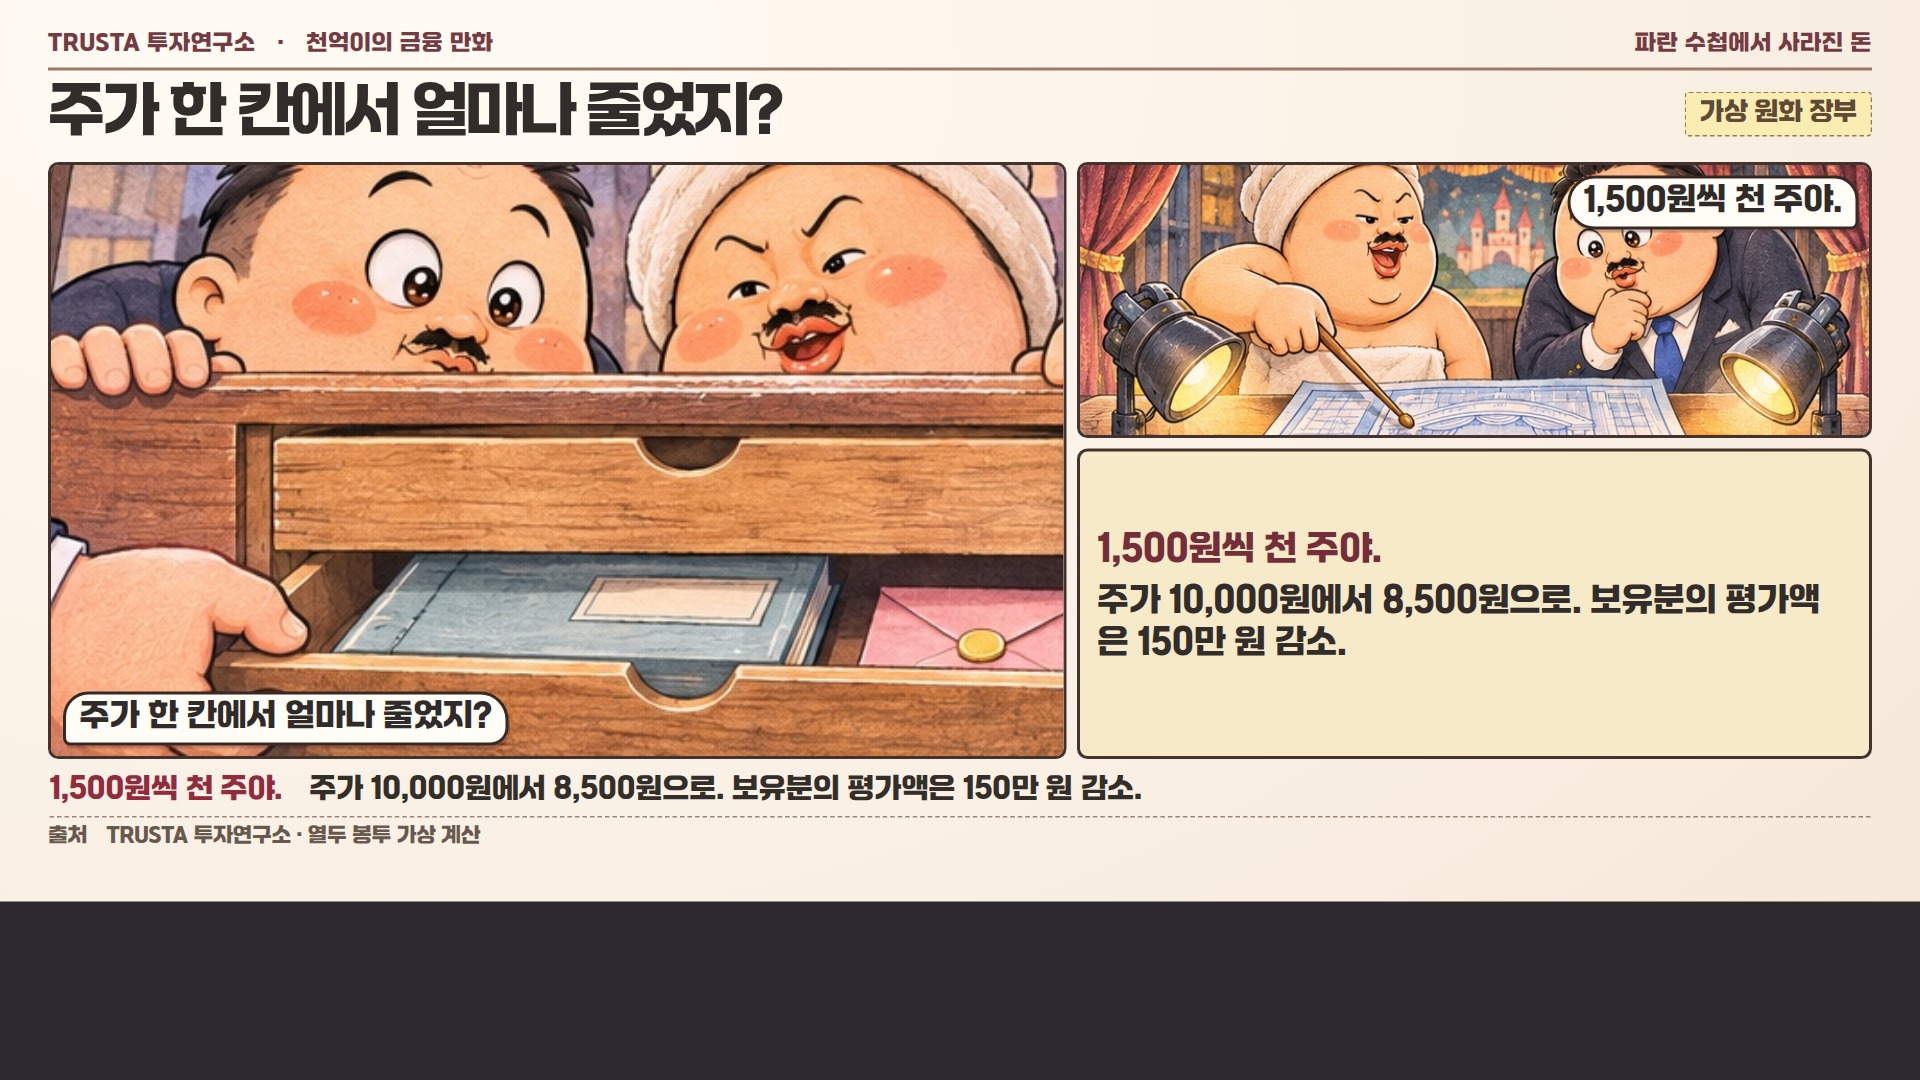 TRUSTA 투자연구소 · 천억이의 금융 만화
파란 수첩에서 사라진 돈
주가 한 칸에서 얼마나 줄었지?
가상 원화 장부
1,500원씩 천 주야.
주가 한 칸에서 얼마나 줄었지?
1,500원씩 천 주야.
주가 10,000원에서 8,500원으로. 보유분의 평가액
은 150만 원 감소.
1,500원씩 천 주야. 주가 10,000원에서 8,500원으로. 보유분의 평가액은 150만 원 감소.
출처 TRUSTA 투자연구소 · 열두 봉투 가상 계산